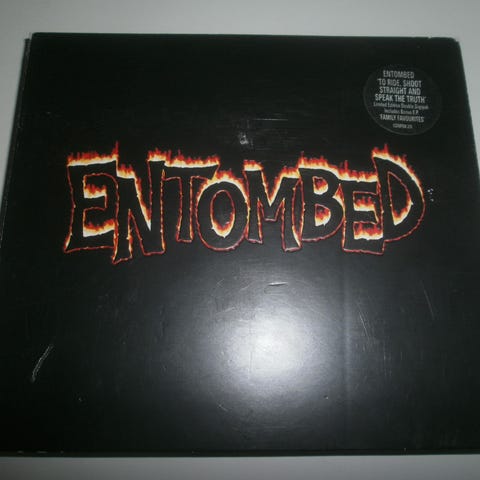 ENTOMBED
'TO RIDE, SHOOT
STRAIGHT AND
SPEAK THE TRUTH'
Limited Edition Double Digipak
Includes Bonus E.P.
'FAMILY FAVOURITES'
ENTOMBED